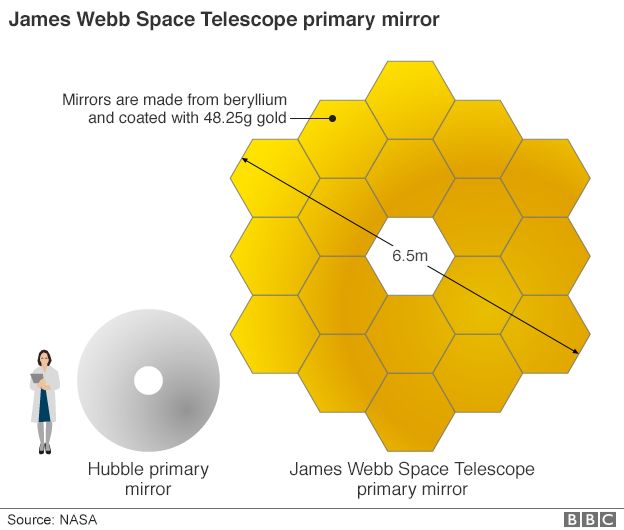 James Webb Space Telescope primary mirror
Mirrors are made from beryllium
and coated with 48.25g gold
6.5m
Hubble primary
mirror
James Webb Space Telescope
primary mirror
Source: NASA
BBC